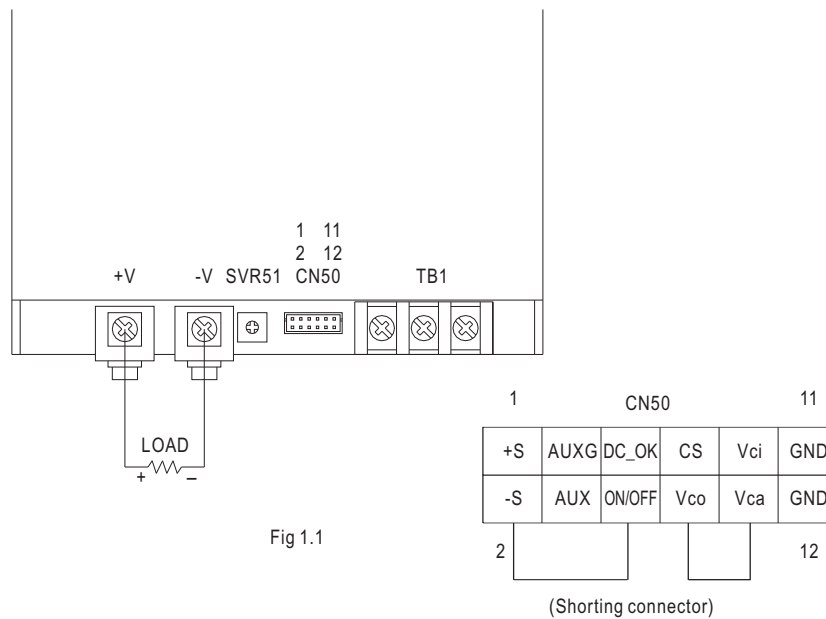 1 11
2 12
+V -V SVR51 CN50 TB1
LOAD
+ –
Fig 1.1
1 CN50 11
+S AUXG DC_OK CS Vci GND
-S AUX ON/OFF Vco Vca GND
2 12
(Shorting connector)